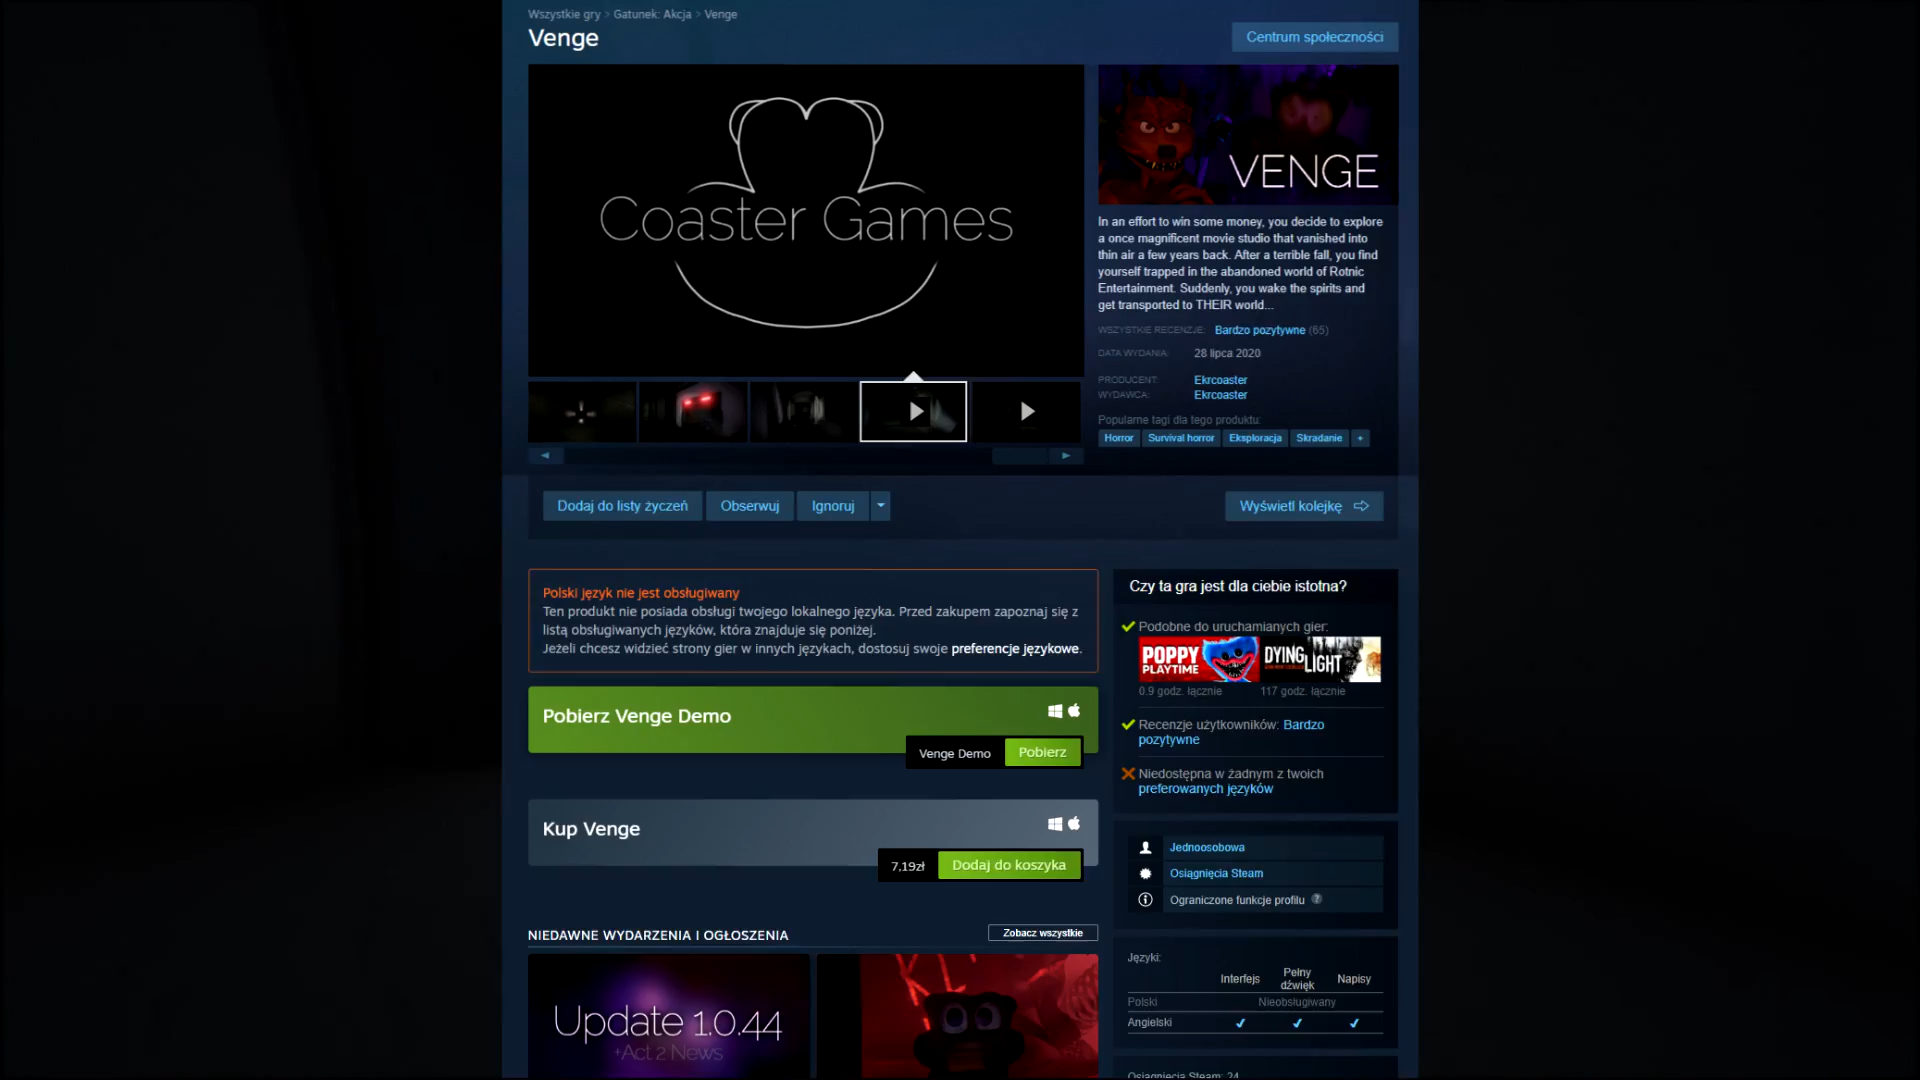 Wszystkie gry > Gatunek: Akcja > Venge
Venge
Centrum społeczności
Coaster Games
VENGE
In an effort to win some money, you decide to explore
a once magnificent movie studio that vanished into
thin air a few years back. After a terrible fall, you find
yourself trapped in the abandoned world of Rotnic
Entertainment. Suddenly, you wake the spirits and
get transported to THEIR world...
WSZYSTKIE RECENZJE: Bardzo pozytywne (65)
DATA WYDANIA: 28 lipca 2020
PRODUCENT: Ekrcoaster
WYDAWCA: Ekrcoaster
Popularne tagi dla tego produktu:
Horror Survival horror Eksploracja Skradanie +
Dodaj do listy życzeń Obserwuj Ignoruj
Wyświetl kolejkę
Polski język nie jest obsługiwany
Ten produkt nie posiada obsługi twojego lokalnego języka. Przed zakupem zapoznaj się z
listą obsługiwanych języków, która znajduje się poniżej.
Jeżeli chcesz widzieć strony gier w innych językach, dostosuj swoje preferencje językowe.
Pobierz Venge Demo
Venge Demo Pobierz
Kup Venge
7,19zł Dodaj do koszyka
NIEDAWNE WYDARZENIA I OGŁOSZENIA
Zobacz wszystkie
Update 1.0.44
+Act 2 News
Czy ta gra jest dla ciebie istotna?
Podobne do uruchamianych gier:
POPPY
PLAYTIME
DYING
LIGHT
0.9 godz. łącznie 117 godz. łącznie
Recenzje użytkowników: Bardzo
pozytywne
Niedostępna w żadnym z twoich
preferowanych języków
Jednoosobowa
Osiągnięcia Steam
Ograniczone funkcje profilu ?
Języki:
Interfejs Pełny dźwięk Napisy
Polski Nieobsługiwany
Angielski ✔ ✔ ✔
Osiągnięcia Steam: 24